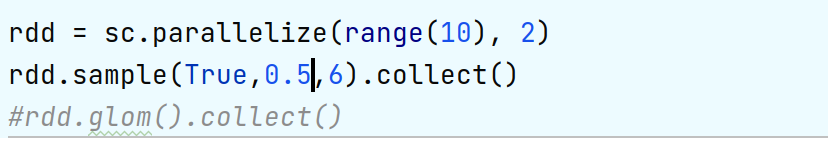 rdd = sc.parallelize(range(10), 2)
rdd.sample(True,0.5,6).collect()
#rdd.glom().collect()